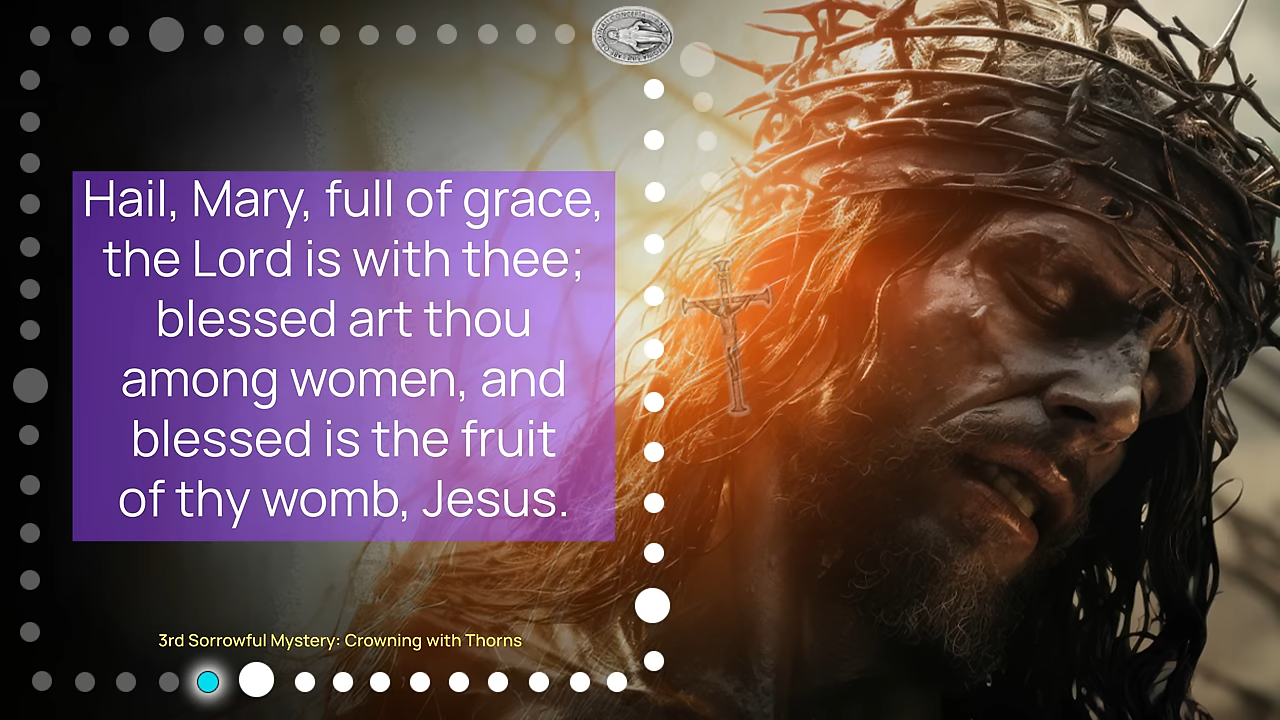 Hail, Mary, full of grace,
the Lord is with thee;
blessed art thou
among women, and
blessed is the fruit
of thy womb, Jesus.
3rd Sorrowful Mystery: Crowning with Thorns